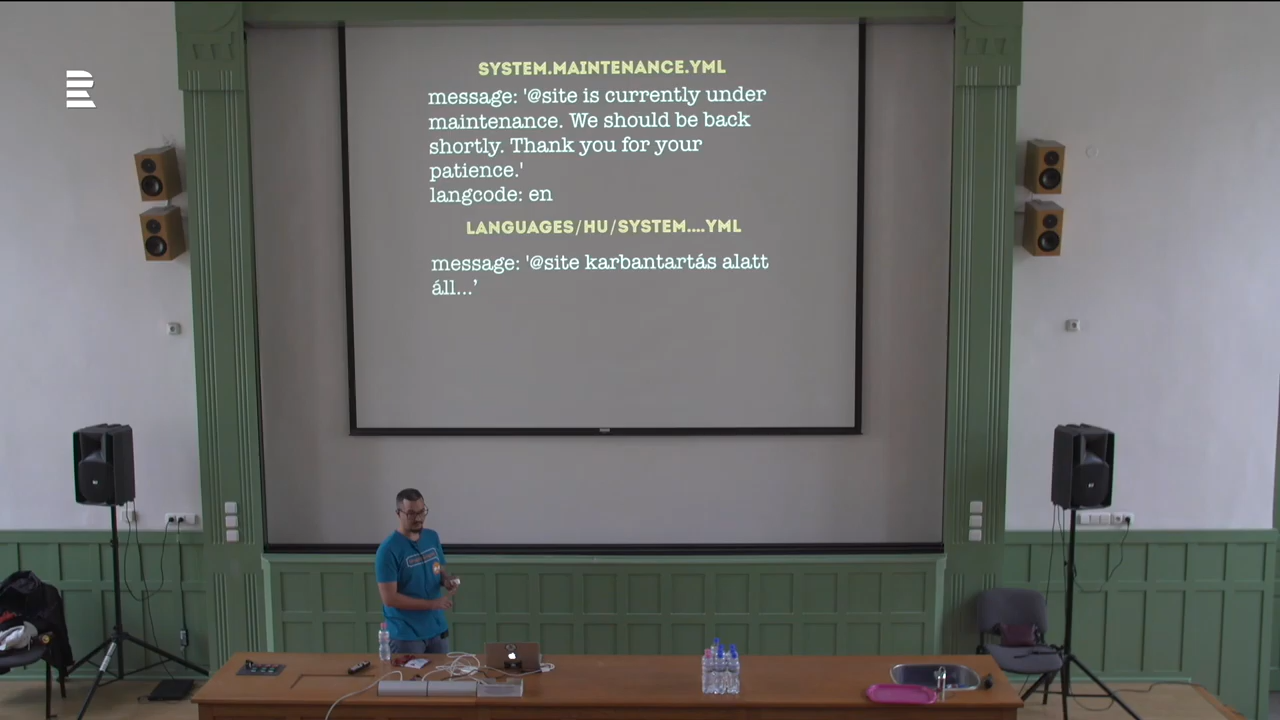 SYSTEM.MAINTENANCE.YML
message: '@site is currently under
maintenance. We should be back
shortly. Thank you for your
patience.'
langcode: en
LANGUAGES/HU/SYSTEM....YML
message: '@site karbantartás alatt
áll...’